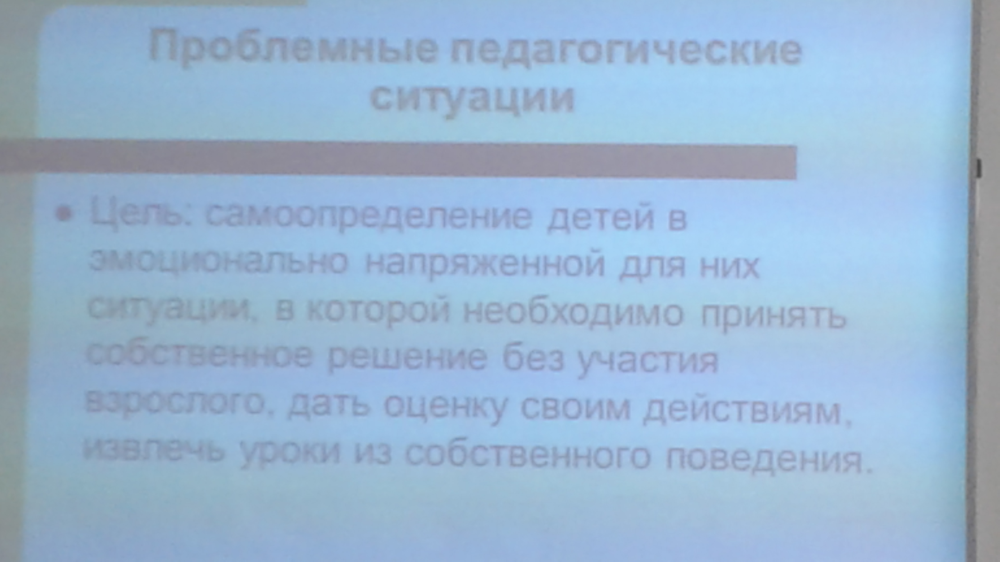 Проблемные педагогические
ситуации
• Цель: самоопределение детей в
эмоционально напряженной для них
ситуации, в которой необходимо принять
собственное решение без участия
взрослого, дать оценку своим действиям,
извлечь уроки из собственного поведения.